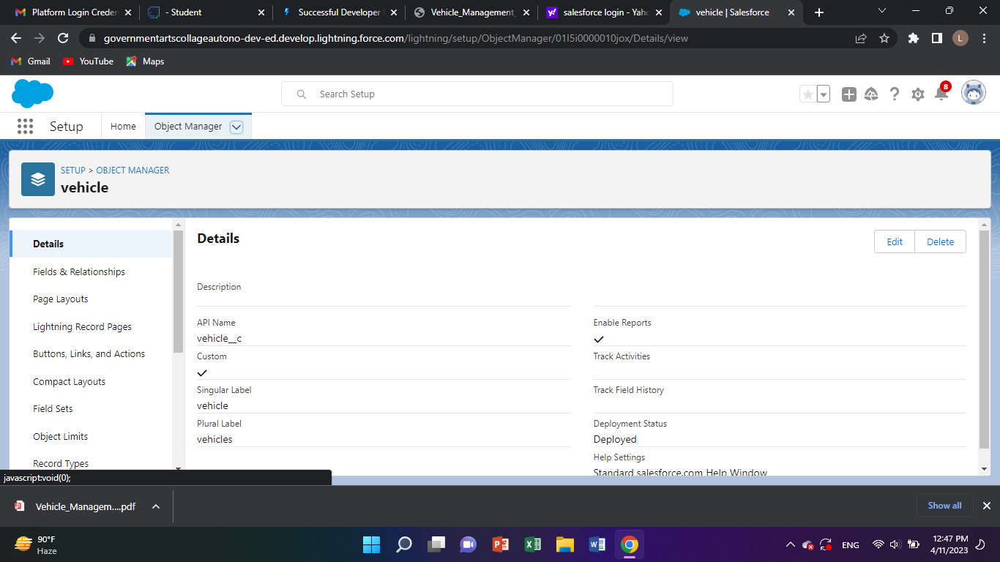 Platform Login Creden
- Student
Successful Developer
Vehicle_Management_
salesforce login - Yaho
vehicle | Salesforce
governmentartscollageautono-dev-ed.develop.lightning.force.com/lightning/setup/ObjectManager/01I5i0000010jox/Details/view
L
Gmail
YouTube
Maps
Search Setup
8
Setup
Home
Object Manager
SETUP > OBJECT MANAGER
vehicle
Details
Fields & Relationships
Page Layouts
Lightning Record Pages
Buttons, Links, and Actions
Compact Layouts
Field Sets
Object Limits
Record Types
Details
Edit
Delete
Description
API Name
vehicle__c
Custom
Singular Label
vehicle
Plural Label
vehicles
Enable Reports
Track Activities
Track Field History
Deployment Status
Deployed
Help Settings
Standard salesforce.com Help Window
javascript:void(0);
Vehicle_Managem....pdf
Show all
90°F
Haze
ENG
12:47 PM
4/11/2023